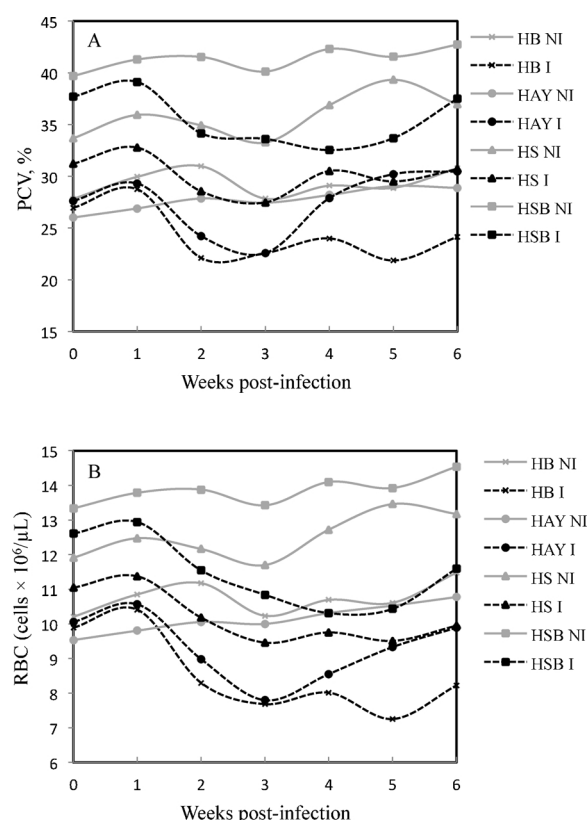 A
PCV, %
45
40
35
30
25
20
15
0 1 2 3 4 5 6
Weeks post-infection
HB NI
HB I
HAY NI
HAY I
HS NI
HS I
HSB NI
HSB I
B
RBC (cells × 10⁶/µL)
15
14
13
12
11
10
9
8
7
6
0 1 2 3 4 5 6
Weeks post-infection
HB NI
HB I
HAY NI
HAY I
HS NI
HS I
HSB NI
HSB I